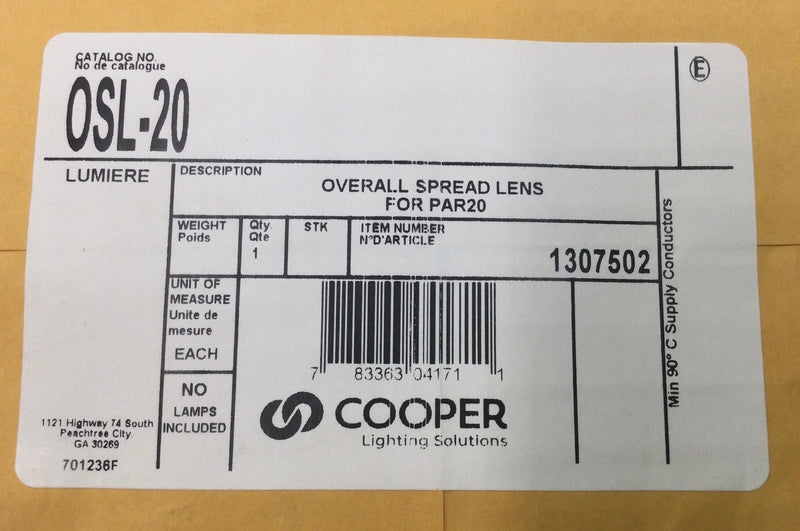 CATALOG NO.
No de catalogue
OSL-20
E
LUMIERE
DESCRIPTION
OVERALL SPREAD LENS
FOR PAR20
WEIGHT
Poids
Qty
Qte
1
STK
ITEM NUMBER
N°D'ARTICLE
1307502
UNIT OF
MEASURE
Unite de
mesure
EACH
NO
LAMPS
INCLUDED
7 83363 04171 1
COOPER
Lighting Solutions
Min 90° C Supply Conductors
1121 Highway 74 South
Peachtree City
GA 30269
701236F